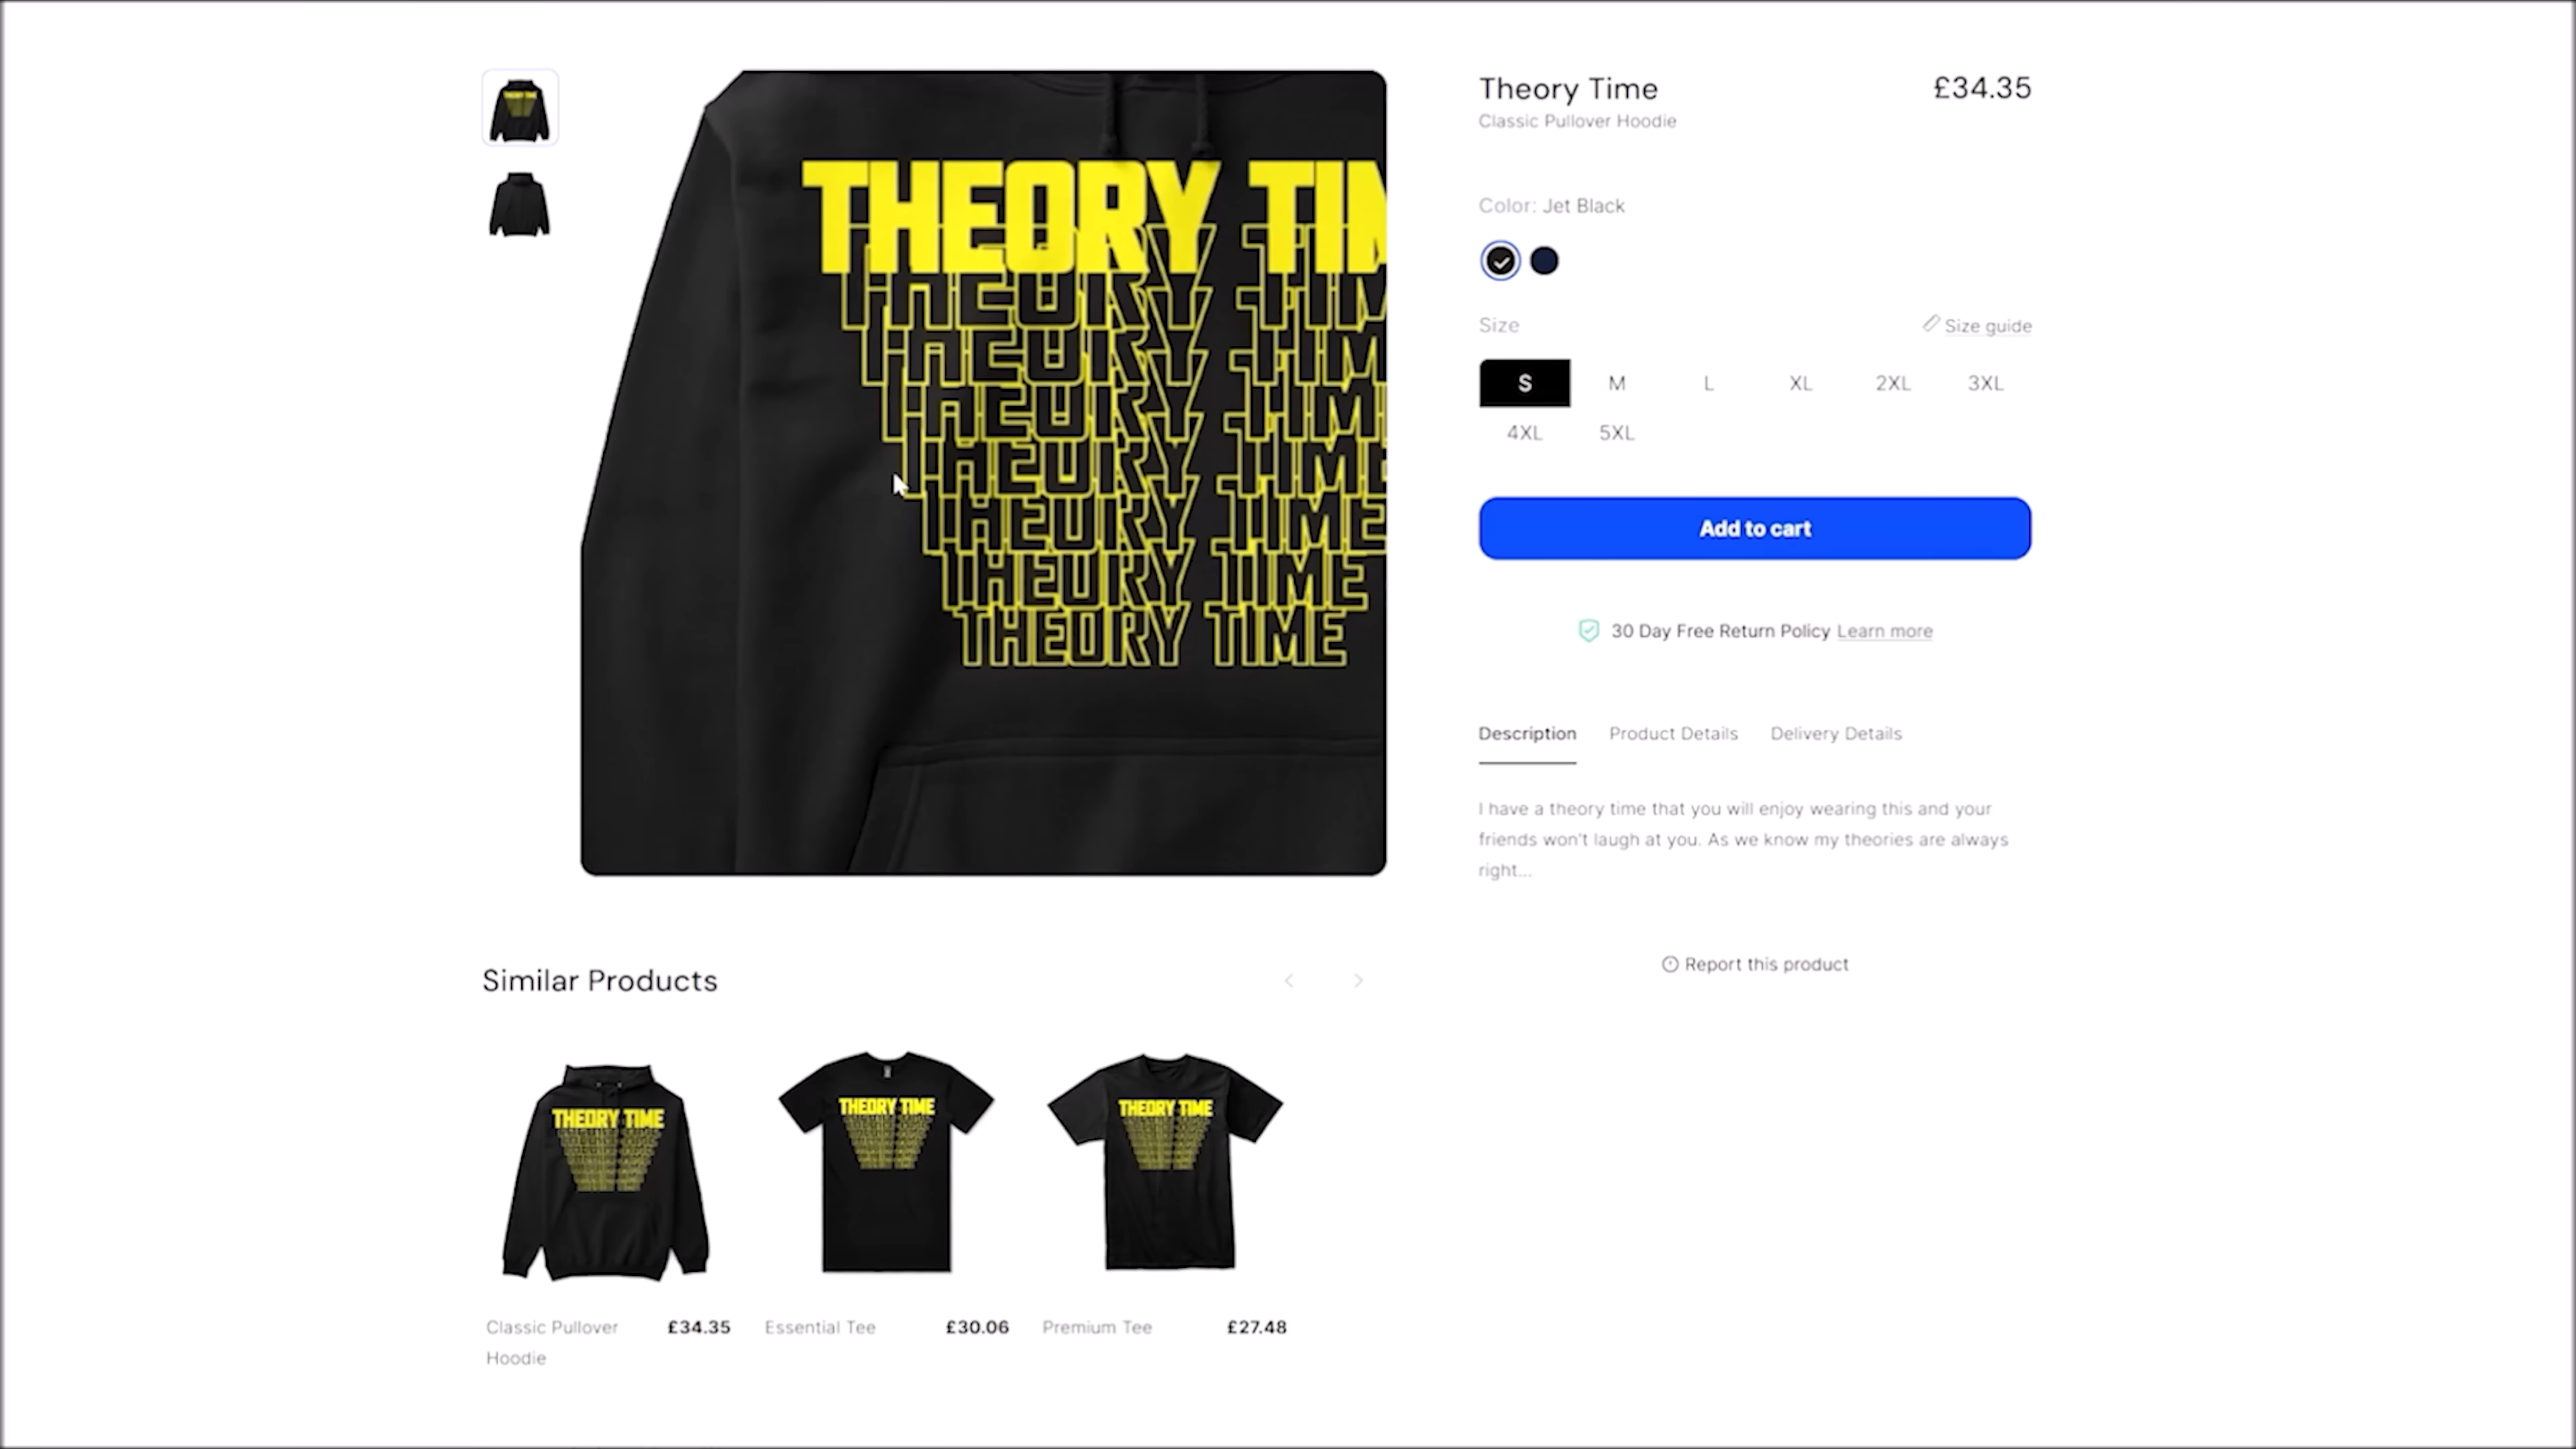 THEORY TIM
THEORY TIM
THEORY TIM
THEORY TIME
THEORY TIME
THEORY TIME
THEORY TIME
THEORY TIME
Theory Time
£34.35
Classic Pullover Hoodie
Color: Jet Black
Size
Size guide
S M L XL 2XL 3XL
4XL 5XL
Add to cart
30 Day Free Return Policy Learn more
Description Product Details Delivery Details
I have a theory time that you will enjoy wearing this and your
friends won't laugh at you. As we know my theories are always
right...
Report this product
Similar Products
THEORY TIME
THEORY TIME
THEORY TIME
Classic Pullover
Hoodie
£34.35
Essential Tee
£30.06
Premium Tee
£27.48